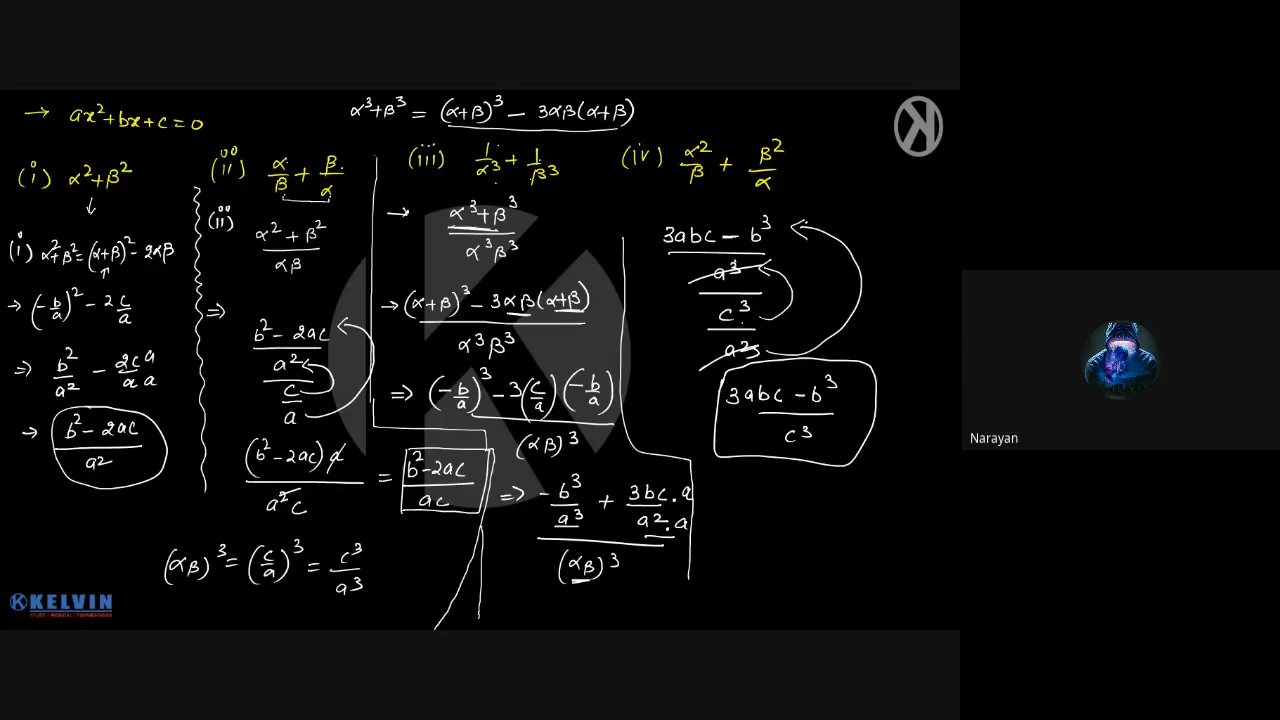 → ax²+bx+c=0
α³+β³ = (α+β)³ − 3αβ(α+β)
(i) α²+β²
(i) α²+β²=(α+β)²−2αβ
→ (−b/a)² − 2c/a
⇒ b²/a² − 2c/a a/a
→ b²−2ac/a²
(ii) α/β + β/α
(ii) α²+β²/αβ
⇒ b²−2ac/a²/c/a
(b²−2ac)a/a²c = b²−2ac/ac
(αβ)³=(c/a)³=c³/a³
(iii) 1/α³ + 1/β³
→ α³+β³/α³β³
→ (α+β)³−3αβ(α+β)/α³β³
⇒ (−b/a)³−3(c/a)(−b/a)/(αβ)³
⇒ −b³/a³ + 3bc.a/a².a/(αβ)³
(iv) α²/β + β²/α
3abc−b³/a³/c³/a³
3abc−b³/c³
KELVIN
Narayan